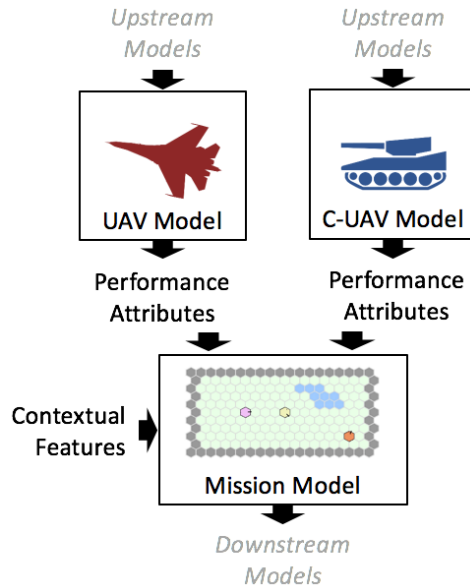 Upstream
Models
Upstream
Models
UAV Model
C-UAV Model
Performance
Attributes
Performance
Attributes
Contextual
Features
Mission Model
Downstream
Models